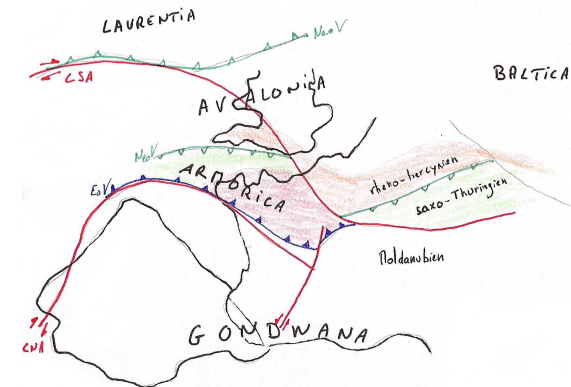 LAURENTIA
NeoV
CSA
BALTICA
AVALONIA
NeoV
ARMORICA
EoV
rheno-hercynien
saxo-Thuringien
Moldanubien
GONDWANA
CNA